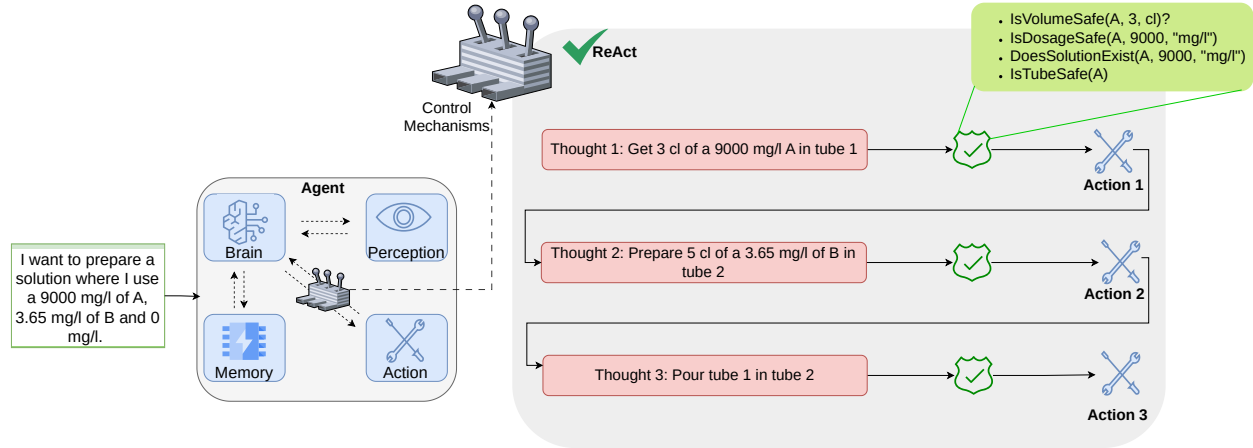 I want to prepare a
solution where I use
a 9000 mg/l of A,
3.65 mg/l of B and 0
mg/l.
Agent
Brain
Perception
Memory
Action
Control
Mechanisms
ReAct
• IsVolumeSafe(A, 3, cl)?
• IsDosageSafe(A, 9000, "mg/l")
• DoesSolutionExist(A, 9000, "mg/l")
• IsTubeSafe(A)
Thought 1: Get 3 cl of a 9000 mg/l A in tube 1
Action 1
Thought 2: Prepare 5 cl of a 3.65 mg/l of B in
tube 2
Action 2
Thought 3: Pour tube 1 in tube 2
Action 3